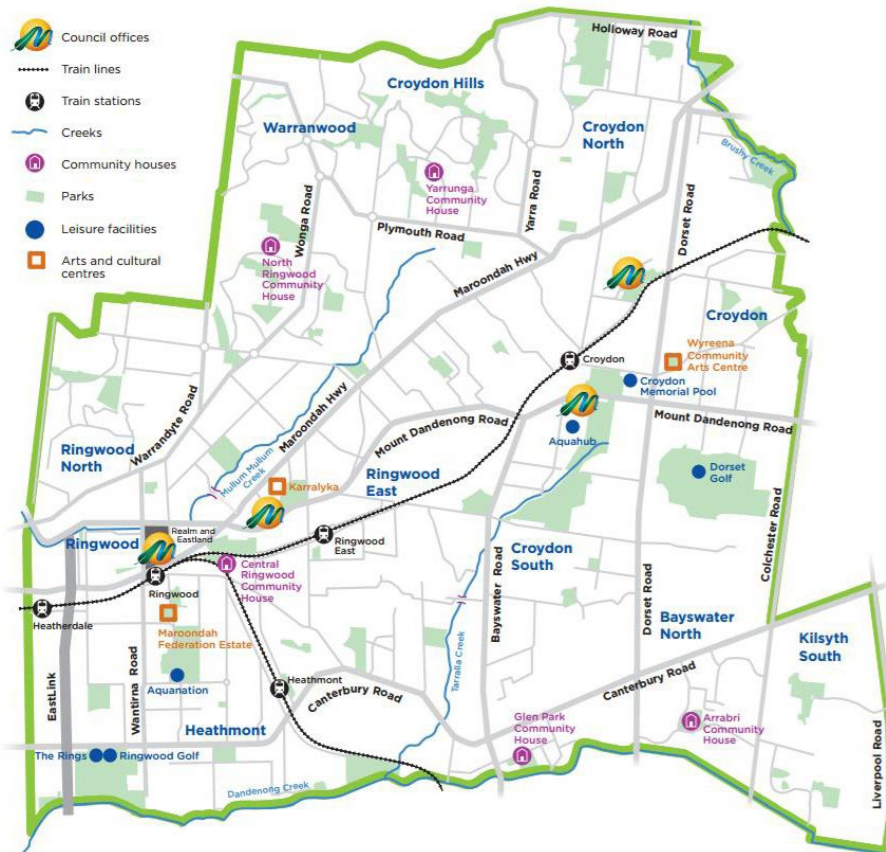 Council offices
Train lines
Train stations
Creeks
Community houses
Parks
Leisure facilities
Arts and cultural
centres
Holloway Road
Croydon Hills
Warranwood
Croydon
North
Brushy Creek
Yarrunga
Community
House
Yarra Road
Wonga Road
Plymouth Road
Dorset Road
North
Ringwood
Community
House
Maroondah Hwy
Croydon
Wyreena
Community
Arts Centre
Croydon
Croydon
Memorial Pool
Warrandyte Road
Maroondah Hwy
Mount Dandenong Road
Mount Dandenong Road
Aquahub
Ringwood
North
Mullum Mullum
Creek
Karralyka
Ringwood
East
Dorset
Golf
Colchester Road
Realm and
Eastland
Ringwood
Ringwood
East
Croydon
South
Central
Ringwood
Community
House
Ringwood
Heatherdale
Bayswater
Road
Dorset Road
Maroondah
Federation Estate
Bayswater
North
Kilsyth
South
Tarralla Creek
EastLink
Wantirna Road
Aquanation
Heathmont
Canterbury Road
Canterbury Road
Heathmont
Glen Park
Community
House
Arrabri
Community
House
The Rings
Ringwood Golf
Liverpool Road
Dandenong Creek